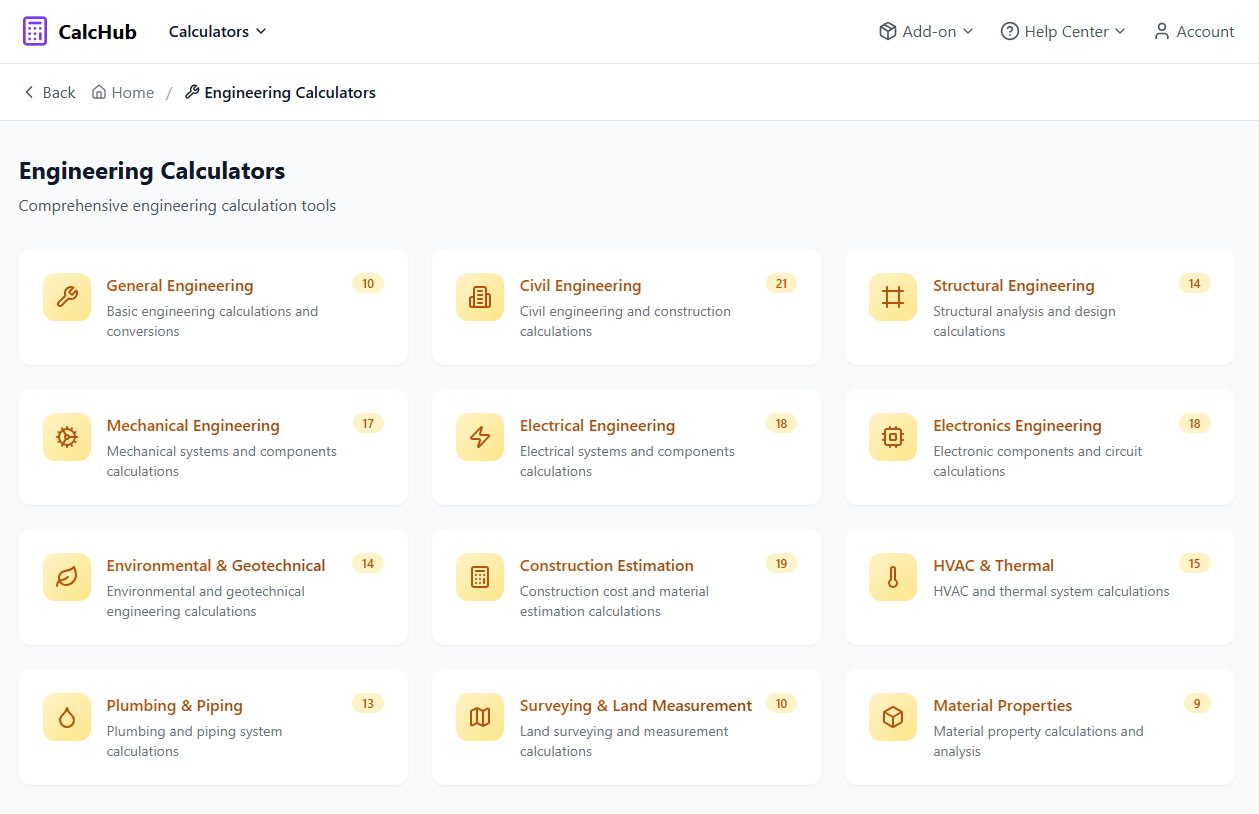 CalcHub
Calculators
Add-on
Help Center
Account
Back
Home
/
Engineering Calculators
Engineering Calculators
Comprehensive engineering calculation tools
General Engineering
10
Basic engineering calculations and
conversions
Civil Engineering
21
Civil engineering and construction
calculations
Structural Engineering
14
Structural analysis and design
calculations
Mechanical Engineering
17
Mechanical systems and components
calculations
Electrical Engineering
18
Electrical systems and components
calculations
Electronics Engineering
18
Electronic components and circuit
calculations
Environmental & Geotechnical
14
Environmental and geotechnical
engineering calculations
Construction Estimation
19
Construction cost and material
estimation calculations
HVAC & Thermal
15
HVAC and thermal system calculations
Plumbing & Piping
13
Plumbing and piping system
calculations
Surveying & Land Measurement
10
Land surveying and measurement
calculations
Material Properties
9
Material property calculations and
analysis